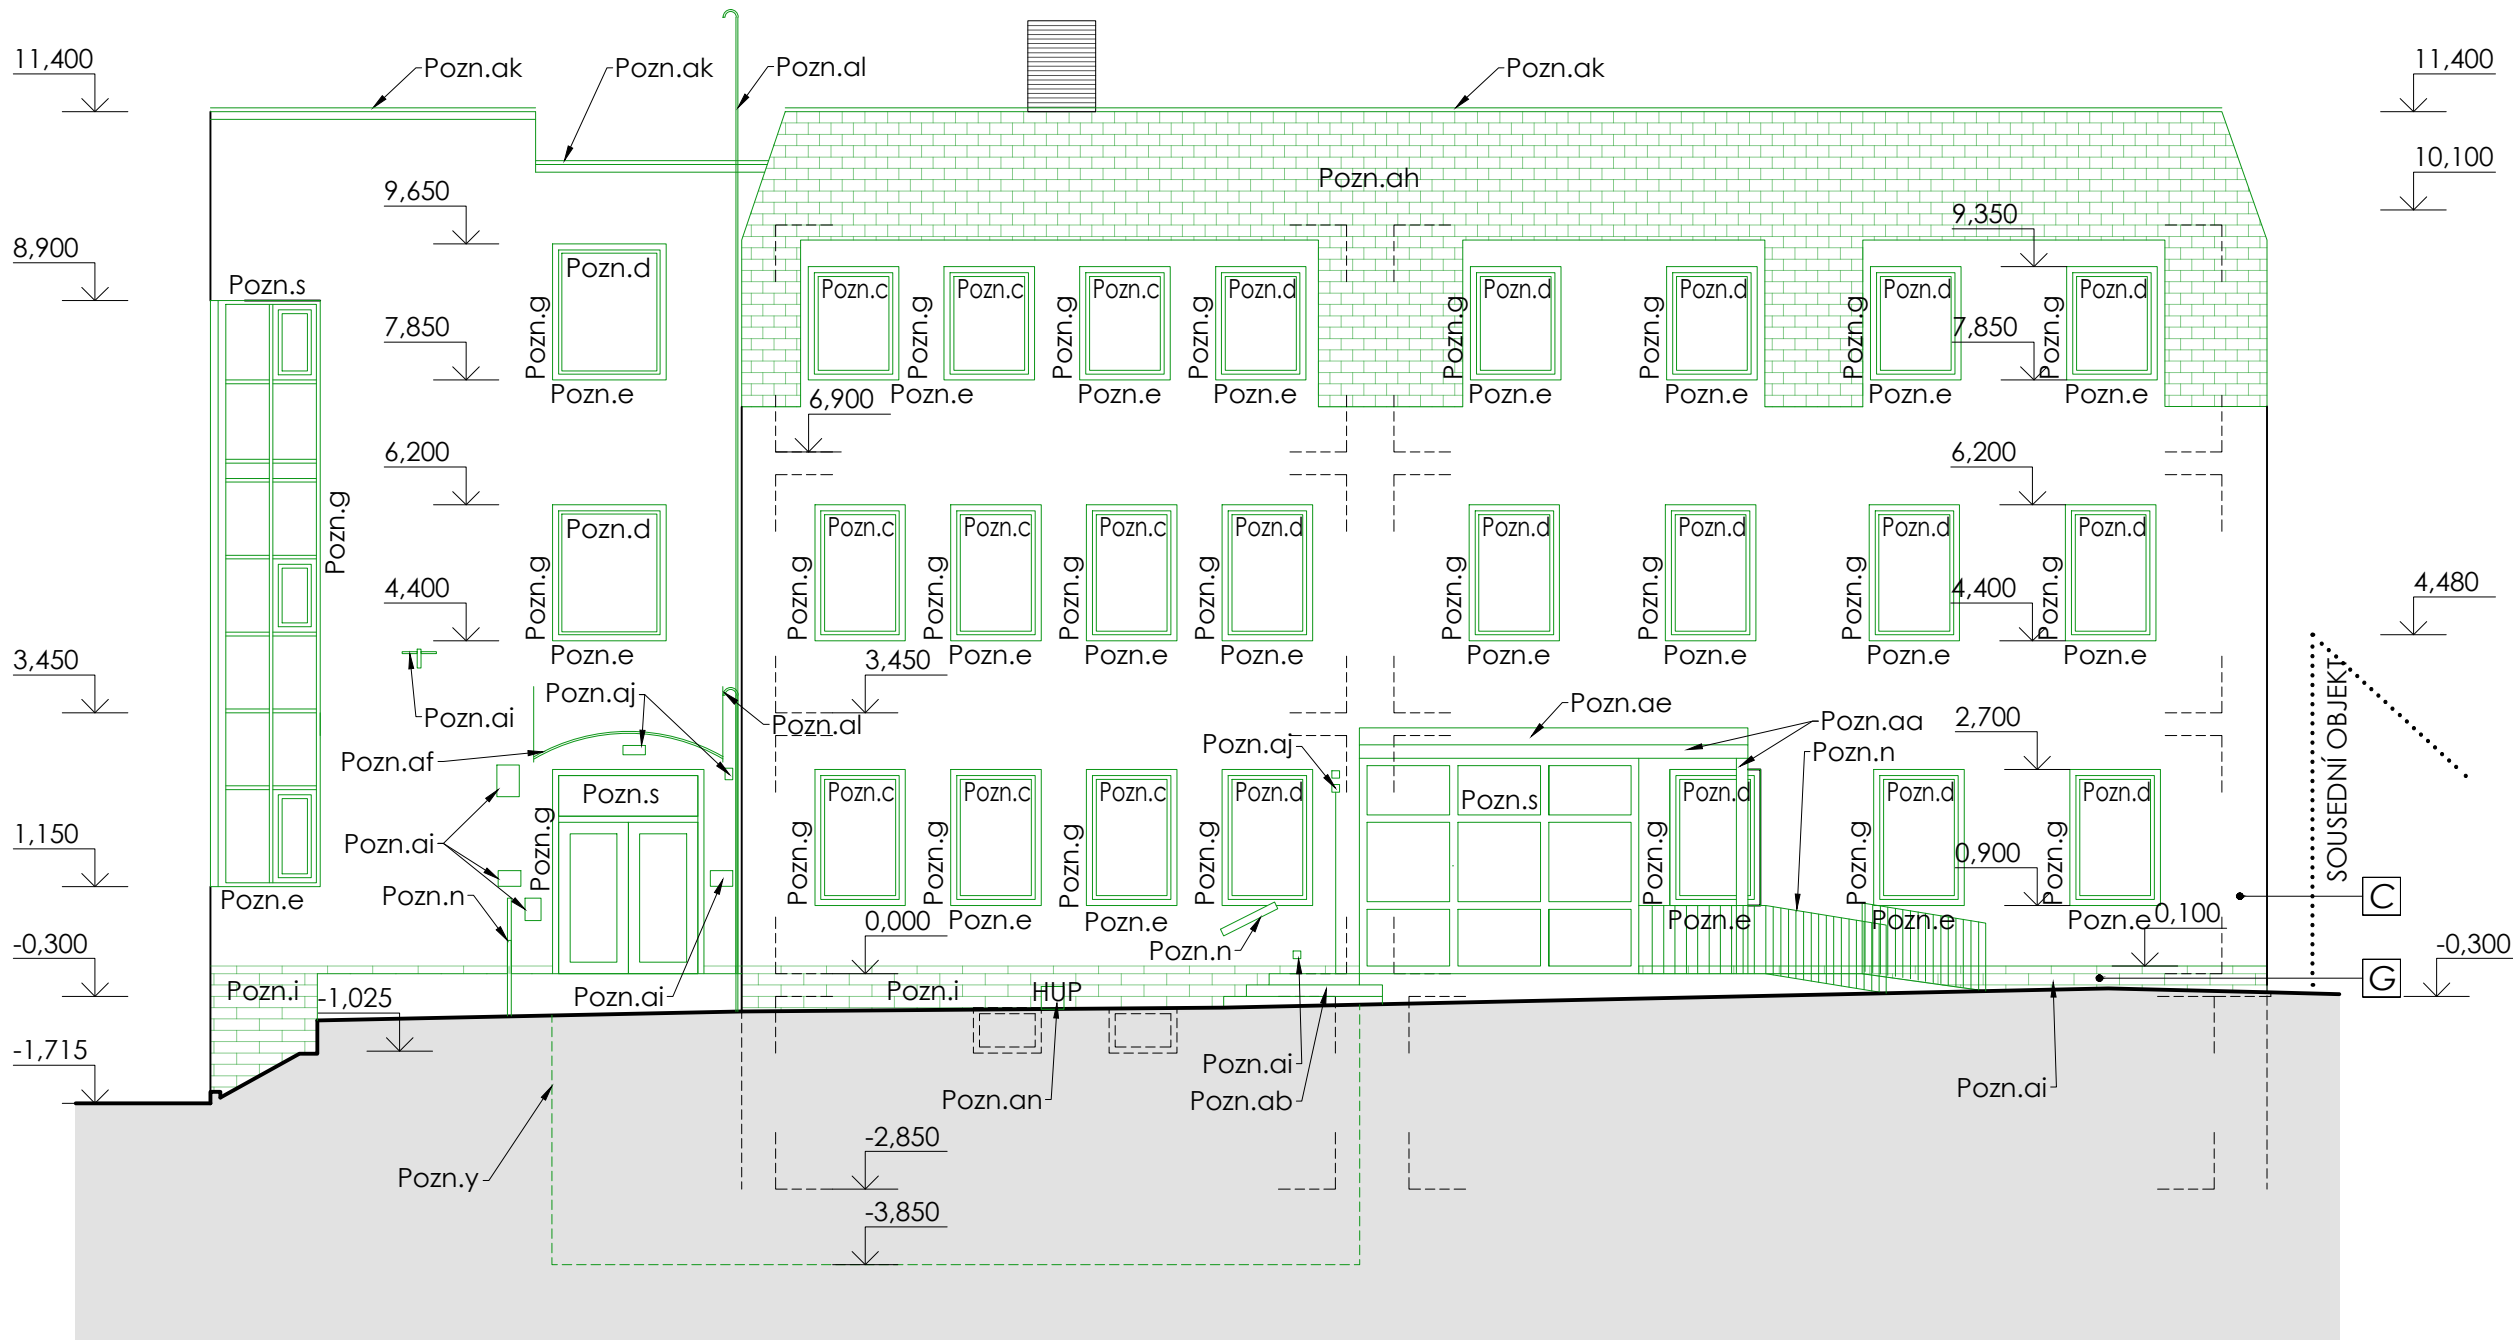 11,400
Pozn.ak
Pozn.ak
Pozn.al
Pozn.ak
11,400
10,100
Pozn.ah
9,650
9,350
8,900
Pozn.s
Pozn.d
Pozn.c
Pozn.c
Pozn.c
Pozn.d
Pozn.d
Pozn.d
Pozn.d
Pozn.d
Pozn.g
Pozn.g
Pozn.g
Pozn.g
Pozn.g
Pozn.g
Pozn.g
Pozn.g
7,850
7,850
Pozn.e
Pozn.e
Pozn.e
Pozn.e
Pozn.e
Pozn.e
Pozn.e
Pozn.e
6,900
6,200
6,200
Pozn.g
Pozn.d
Pozn.c
Pozn.c
Pozn.c
Pozn.d
Pozn.d
Pozn.d
Pozn.d
Pozn.d
Pozn.g
Pozn.g
Pozn.g
Pozn.g
Pozn.g
Pozn.g
Pozn.g
Pozn.g
4,400
4,400
4,480
Pozn.e
Pozn.e
Pozn.e
Pozn.e
Pozn.e
Pozn.e
Pozn.e
Pozn.e
3,450
3,450
Pozn.aj
Pozn.ai
Pozn.al
Pozn.ae
Pozn.aa
2,700
Pozn.af
Pozn.aj
Pozn.n
SOUSEDNÍ OBJEKT
Pozn.s
Pozn.c
Pozn.c
Pozn.c
Pozn.d
Pozn.s
Pozn.d
Pozn.d
Pozn.d
1,150
Pozn.ai
Pozn.g
Pozn.g
Pozn.g
Pozn.g
Pozn.g
Pozn.g
Pozn.g
Pozn.g
0,900
Pozn.e
Pozn.n
0,000
Pozn.e
Pozn.e
Pozn.n
Pozn.e
Pozn.e
Pozn.e
0,100
C
-0,300
-0,300
Pozn.i
-1,025
Pozn.ai
Pozn.i
HUP
G
-1,715
Pozn.ai
Pozn.an
Pozn.ab
Pozn.ai
-2,850
Pozn.y
-3,850